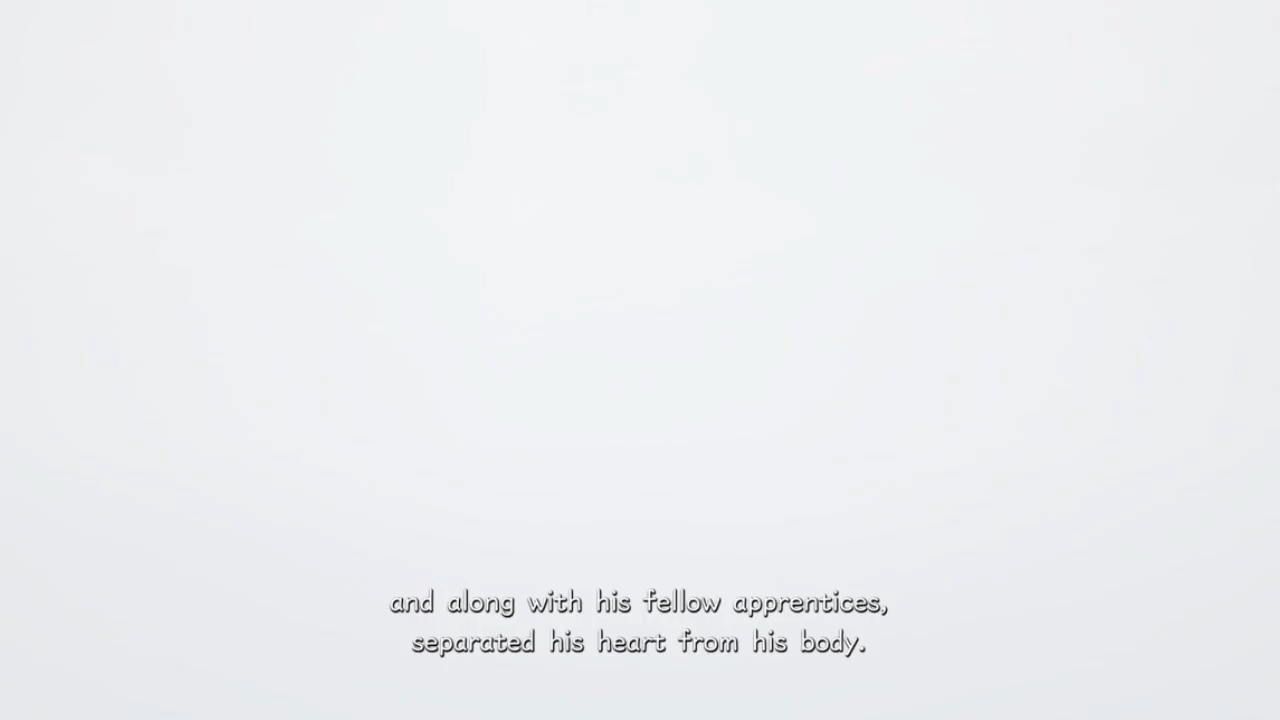 and along with his fellow apprentices,
separated his heart from his body.